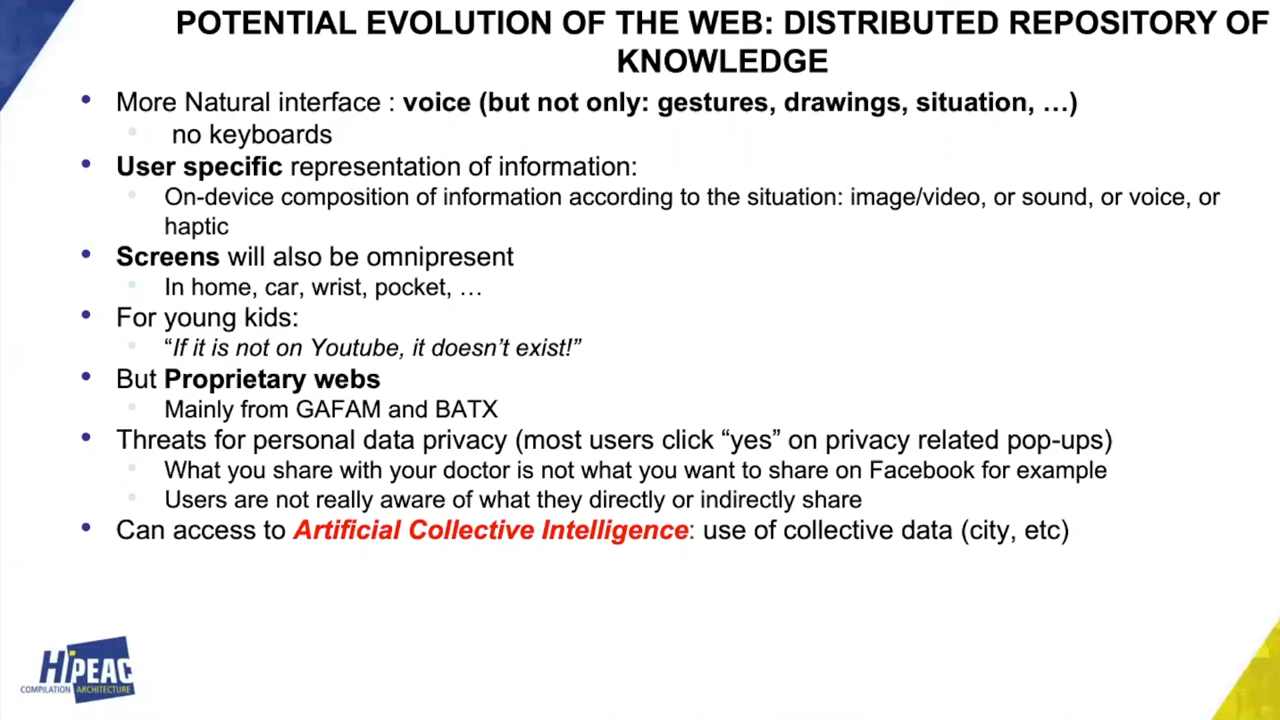 POTENTIAL EVOLUTION OF THE WEB: DISTRIBUTED REPOSITORY OF
KNOWLEDGE
• More Natural interface : voice (but not only: gestures, drawings, situation, …)
• no keyboards
• User specific representation of information:
• On-device composition of information according to the situation: image/video, or sound, or voice, or
haptic
• Screens will also be omnipresent
• In home, car, wrist, pocket, …
• For young kids:
• “If it is not on Youtube, it doesn’t exist!”
• But Proprietary webs
• Mainly from GAFAM and BATX
• Threats for personal data privacy (most users click “yes” on privacy related pop-ups)
• What you share with your doctor is not what you want to share on Facebook for example
• Users are not really aware of what they directly or indirectly share
• Can access to Artificial Collective Intelligence: use of collective data (city, etc)
HiPEAC
COMPILATION ARCHITECTURE